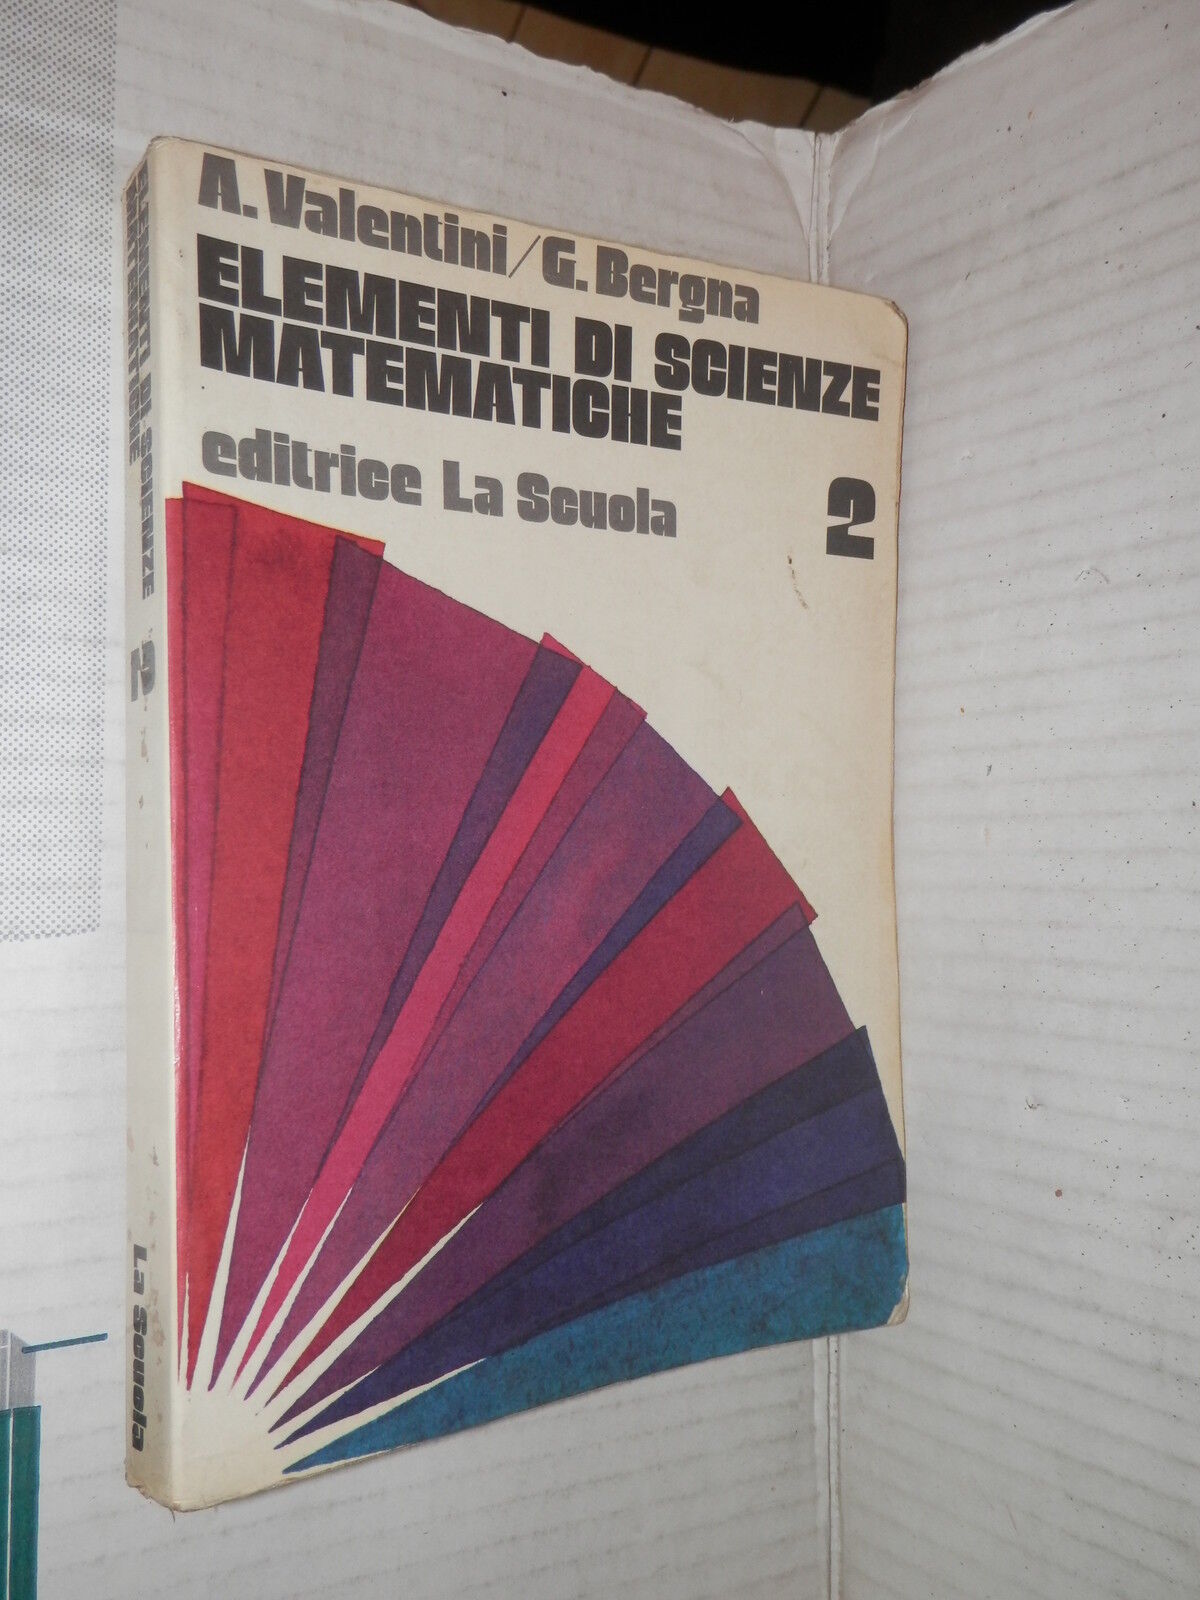 A. Valentini/G. Bergna
ELEMENTI DI SCIENZE
MATEMATICHE
editrice La Scuola
2
ELEMENTI DI SCIENZE
MATEMATICHE
2
La Scuola